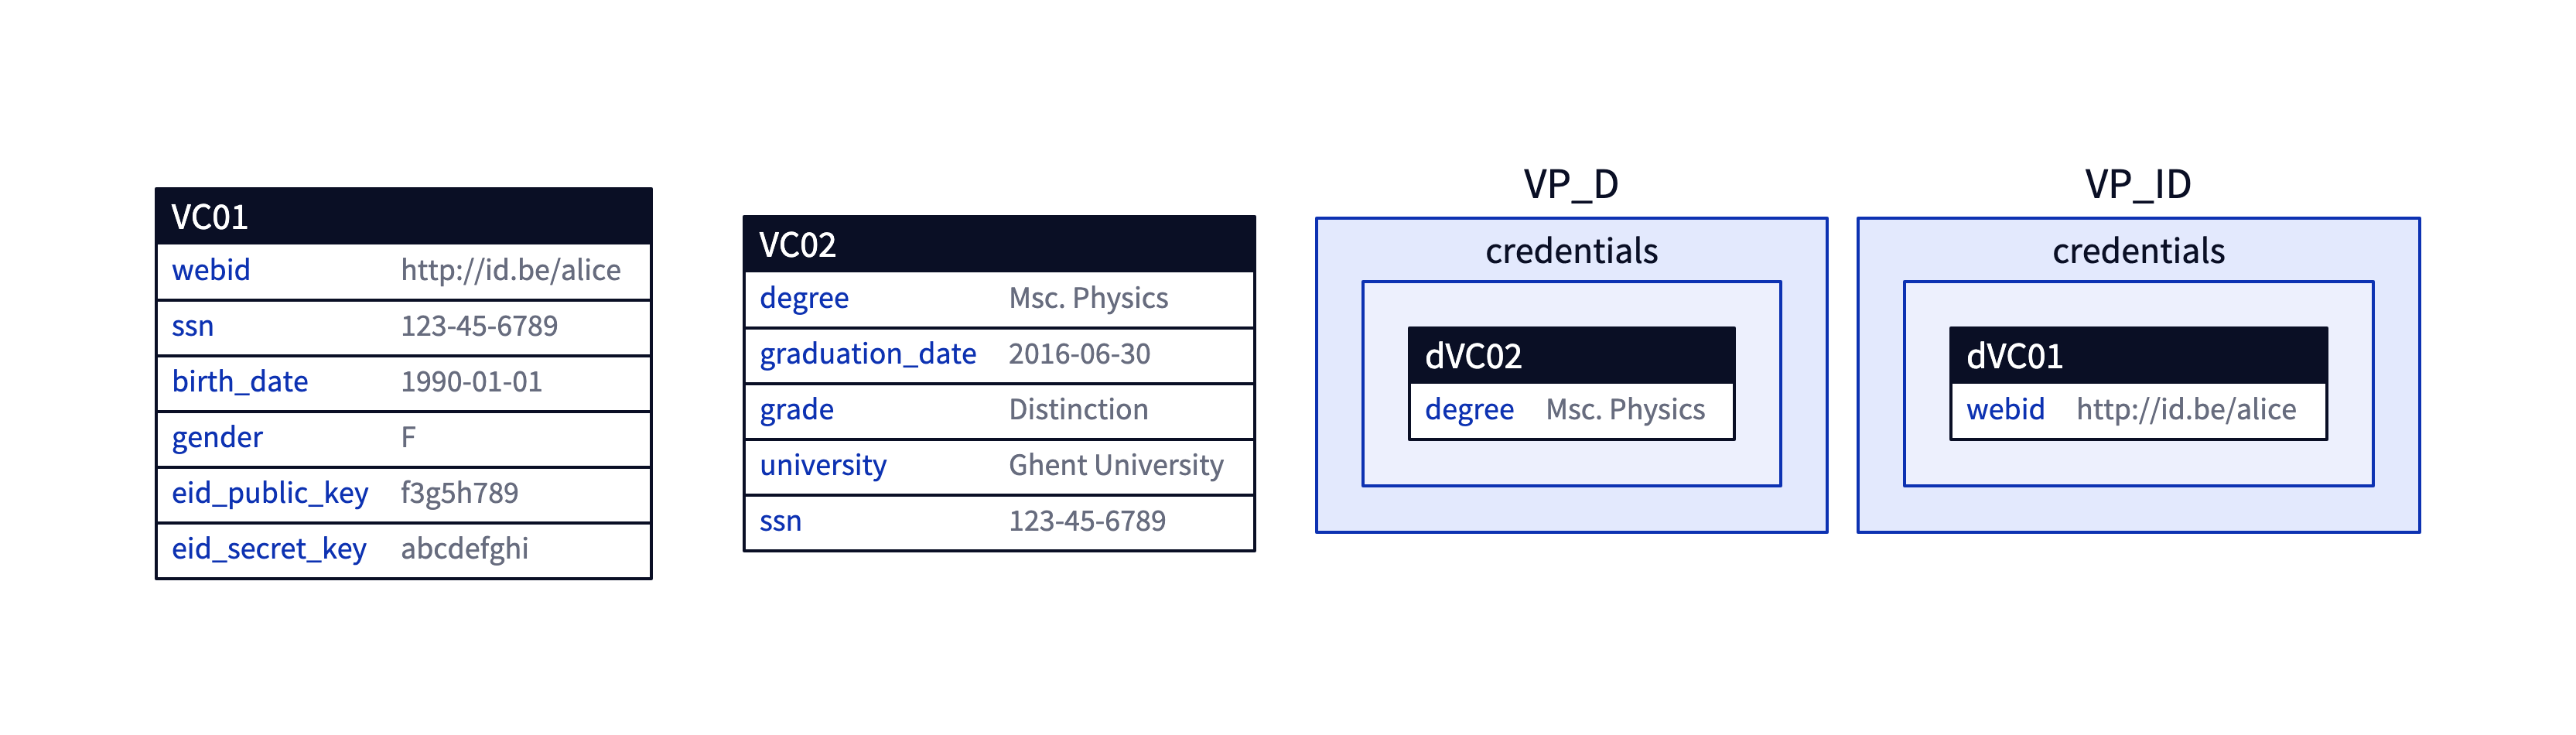 VC01
webid http://id.be/alice
ssn 123-45-6789
birth_date 1990-01-01
gender F
eid_public_key f3g5h789
eid_secret_key abcdefghi
VC02
degree Msc. Physics
graduation_date 2016-06-30
grade Distinction
university Ghent University
ssn 123-45-6789
VP_D
credentials
dVC02
degree Msc. Physics
VP_ID
credentials
dVC01
webid http://id.be/alice